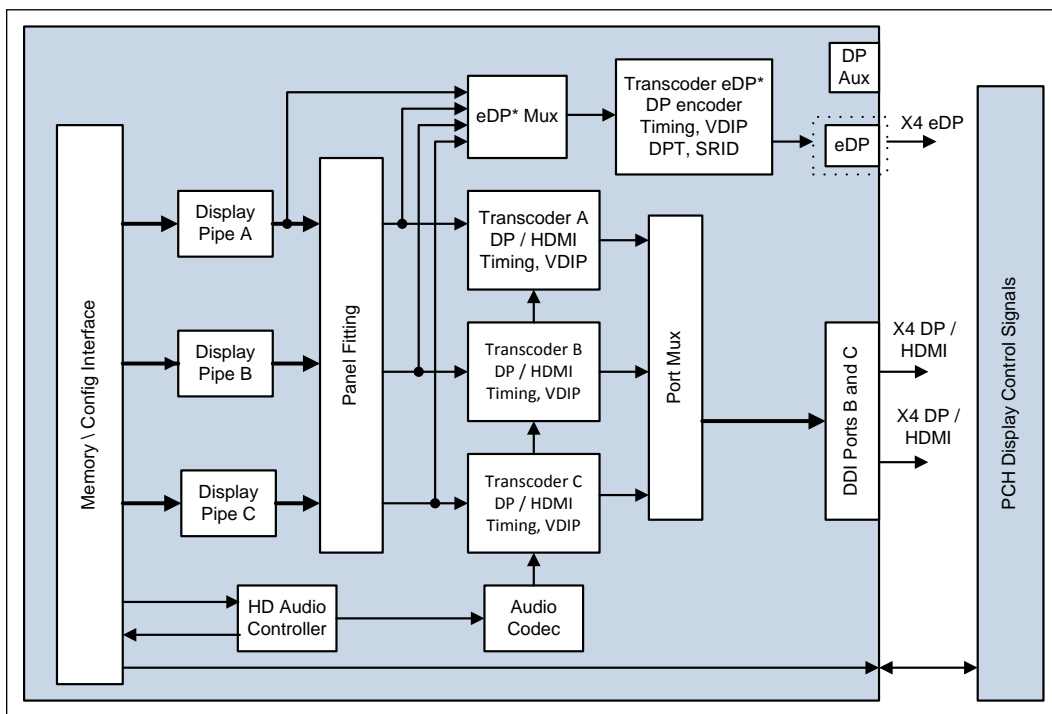 DP
Aux
Transcoder eDP*
DP encoder
Timing, VDIP
DPT, SRID
eDP* Mux
eDP
X4 eDP
Memory \ Config Interface
Display
Pipe A
Display
Pipe B
Display
Pipe C
Panel Fitting
Transcoder A
DP / HDMI
Timing, VDIP
Transcoder B
DP / HDMI
Timing, VDIP
Transcoder C
DP / HDMI
Timing, VDIP
Port Mux
DDI Ports B and C
X4 DP /
HDMI
X4 DP /
HDMI
PCH Display Control Signals
HD Audio
Controller
Audio
Codec